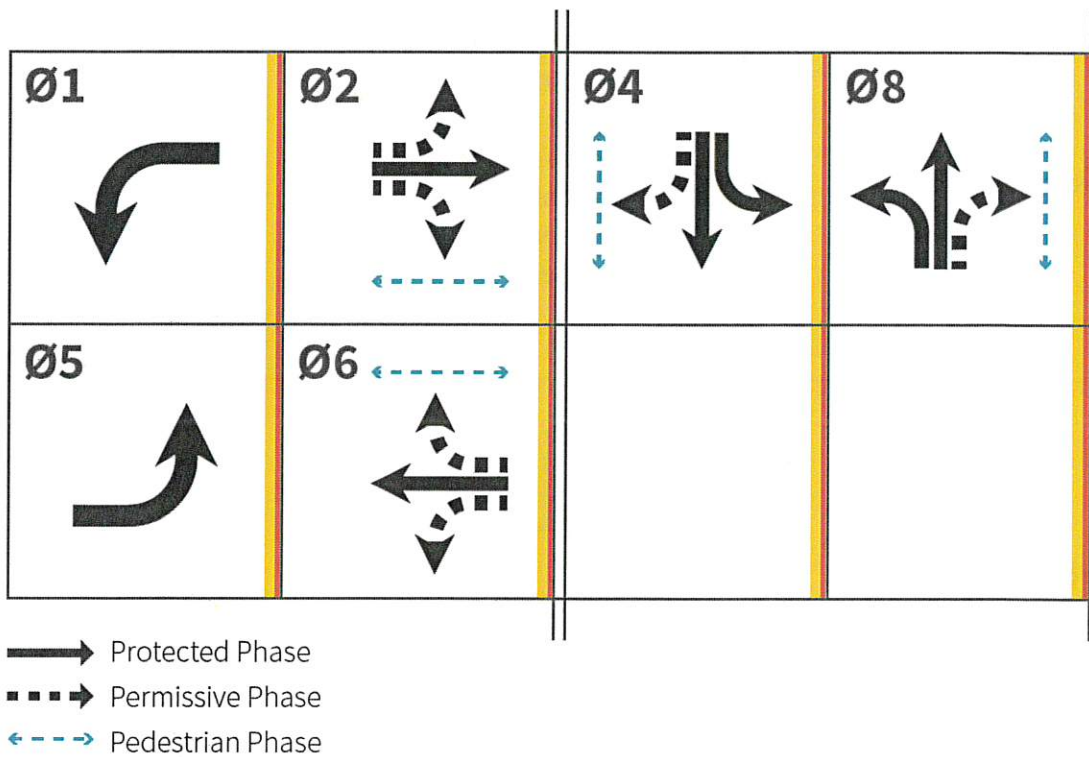 Ø1
Ø2
Ø4
Ø8
Ø5
Ø6
Protected Phase
Permissive Phase
Pedestrian Phase